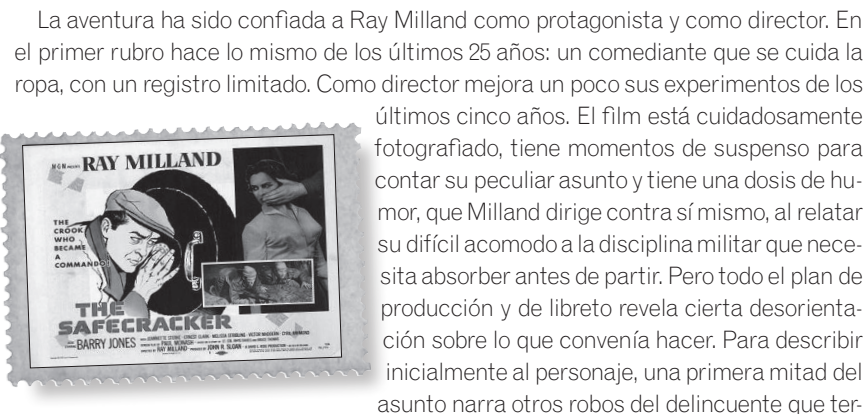 La aventura ha sido confiada a Ray Milland como protagonista y como director. En
el primer rubro hace lo mismo de los últimos 25 años: un comediante que se cuida la
ropa, con un registro limitado. Como director mejora un poco sus experimentos de los
últimos cinco años. El film está cuidadosamente
fotografiado, tiene momentos de suspenso para
contar su peculiar asunto y tiene una dosis de hu-
mor, que Milland dirige contra sí mismo, al relatar
su difícil acomodo a la disciplina militar que nece-
sita absorber antes de partir. Pero todo el plan de
producción y de libreto revela cierta desorienta-
ción sobre lo que convenía hacer. Para describir
inicialmente al personaje, una primera mitad del
asunto narra otros robos del delincuente que ter-
M-G-M
RAY MILLAND
THE
CROOK
WHO
BECAME
A
COMMANDO!
THE
SAFECRACKER
BARRY JONES
JOHN R. SLOAN